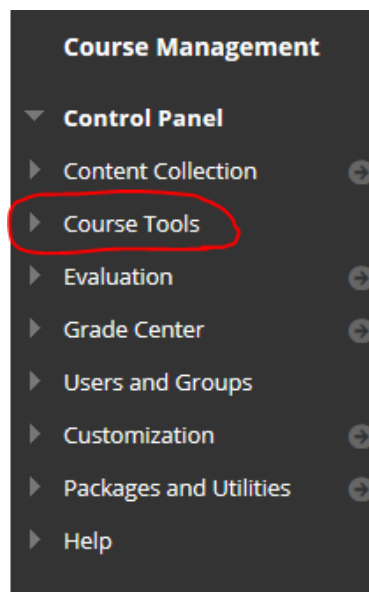 Course Management
Control Panel
Content Collection
Course Tools
Evaluation
Grade Center
Users and Groups
Customization
Packages and Utilities
Help